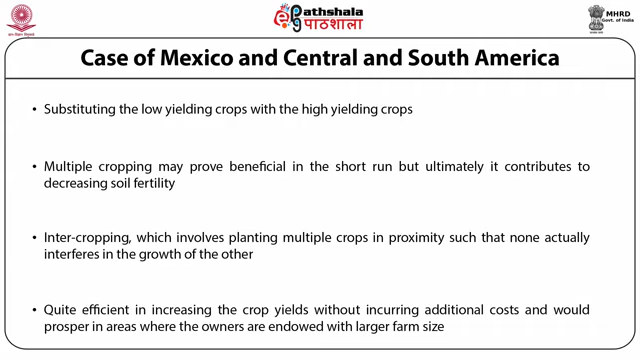 ePathshala
पाठशाला
MHRD
Govt. of India
Case of Mexico and Central and South America
• Substituting the low yielding crops with the high yielding crops
• Multiple cropping may prove beneficial in the short run but ultimately it contributes to
decreasing soil fertility
• Inter-cropping, which involves planting multiple crops in proximity such that none actually
interferes in the growth of the other
• Quite efficient in increasing the crop yields without incurring additional costs and would
prosper in areas where the owners are endowed with larger farm size